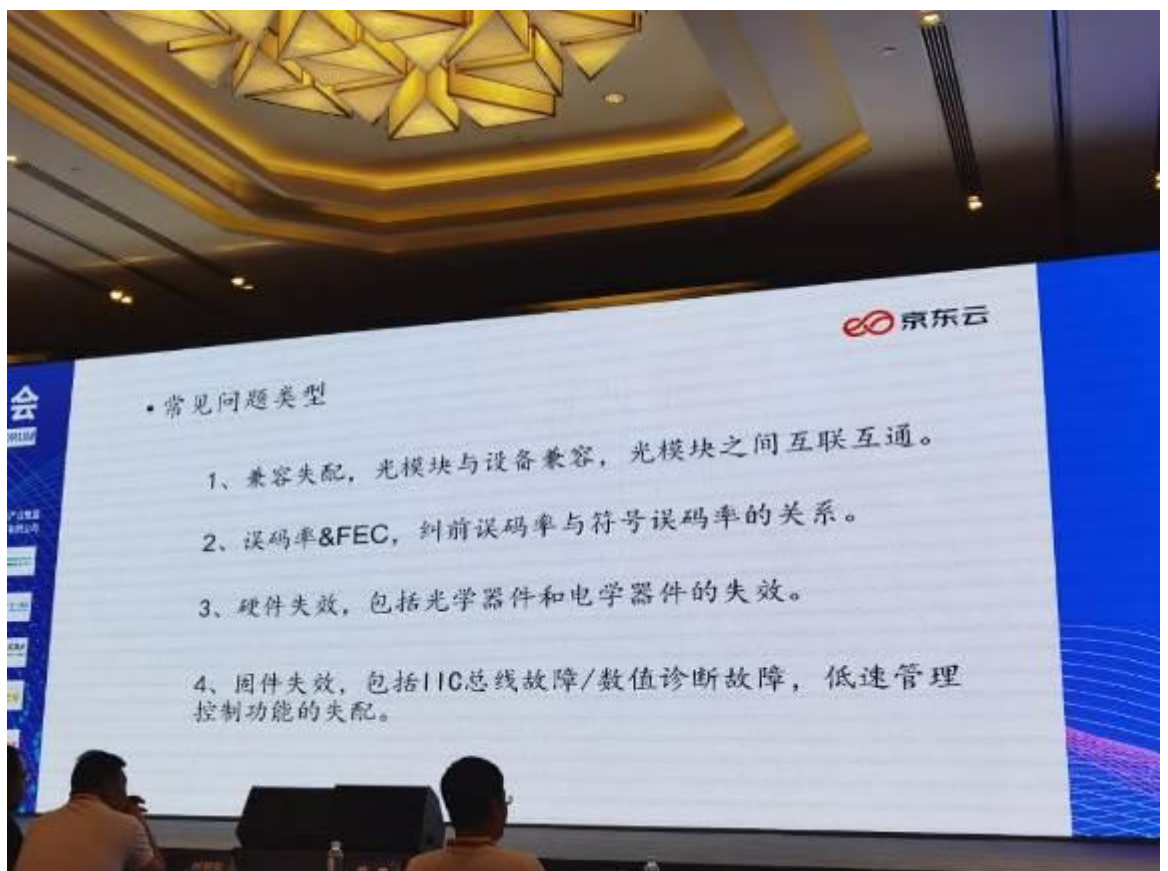 京东云
会
• 常见问题类型
1、兼容失配，光模块与设备兼容，光模块之间互联互通。
2、误码率&FEC，纠前误码率与符号误码率的关系。
3、硬件失效，包括光学器件和电学器件的失效。
4、固件失效，包括IIC总线故障/数值诊断故障，低速管理
控制功能的失配。